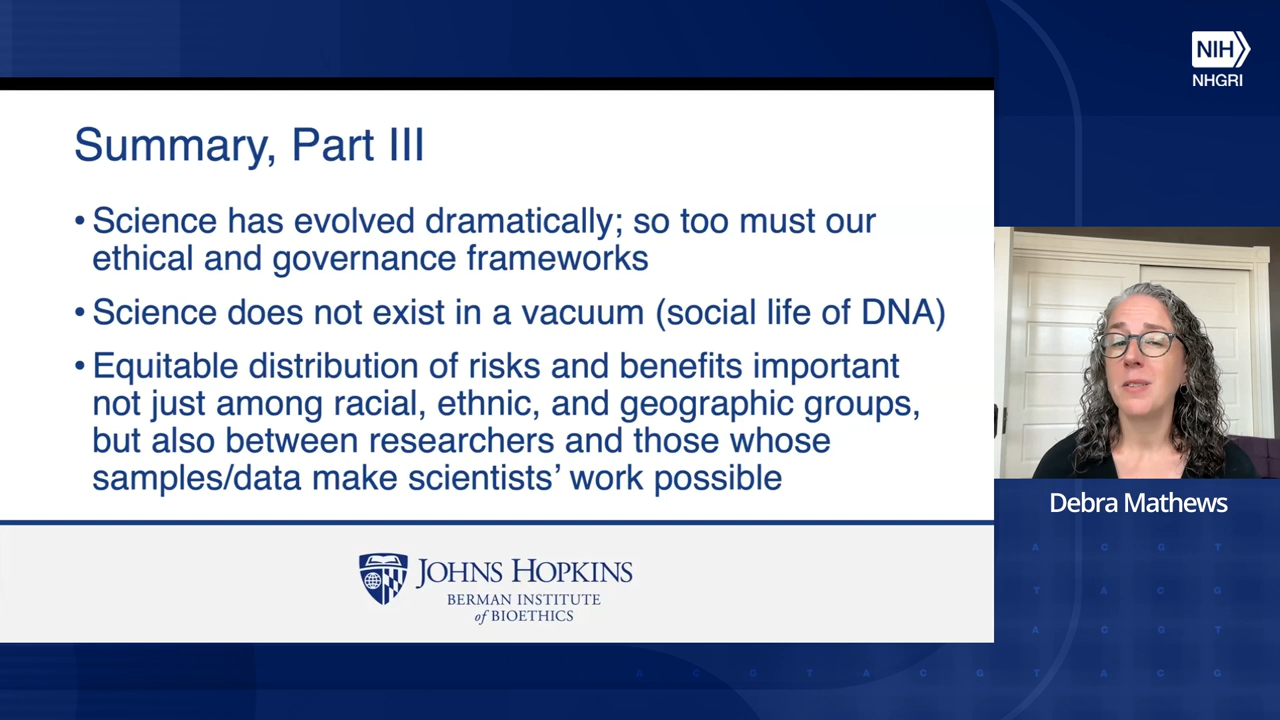 NIH
NHGRI
Summary, Part III
• Science has evolved dramatically; so too must our
ethical and governance frameworks
• Science does not exist in a vacuum (social life of DNA)
• Equitable distribution of risks and benefits important
not just among racial, ethnic, and geographic groups,
but also between researchers and those whose
samples/data make scientists’ work possible
Debra Mathews
JOHNS HOPKINS
BERMAN INSTITUTE
of BIOETHICS
A C G T
T A C G
A C G T
A C G T A C G T A C G